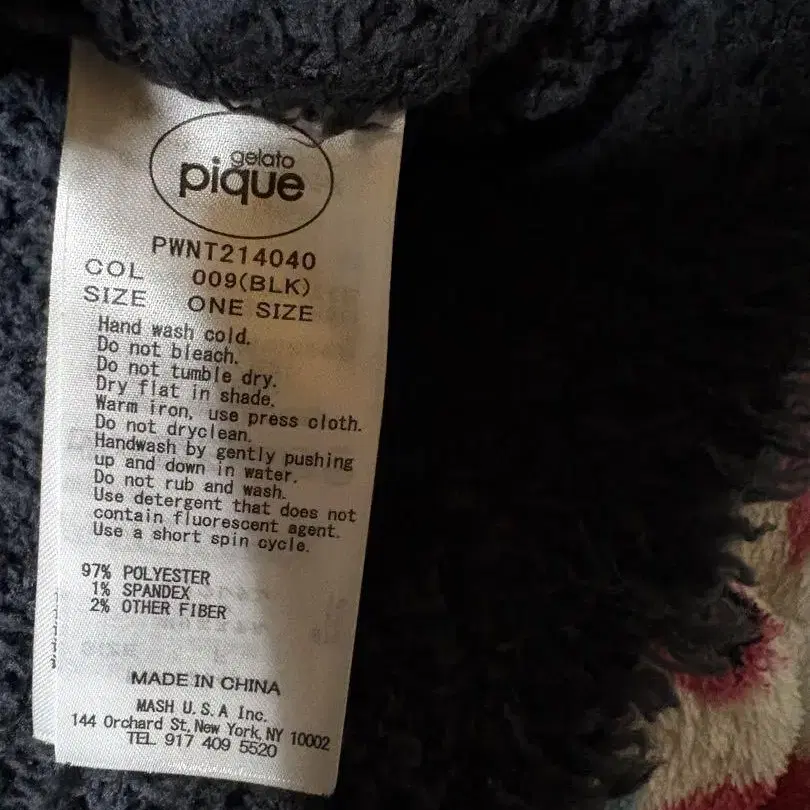 gelato
pique
PWNT214040
COL 009(BLK)
SIZE ONE SIZE
Hand wash cold.
Do not bleach.
Do not tumble dry.
Dry flat in shade.
Warm iron, use press cloth.
Do not dryclean.
Handwash by gently pushing
up and down in water.
Do not rub and wash.
Use detergent that does not
contain fluorescent agent.
Use a short spin cycle.
97% POLYESTER
1% SPANDEX
2% OTHER FIBER
MADE IN CHINA
MASH U.S.A Inc.
144 Orchard St, New York, NY 10002
TEL 917 409 5520